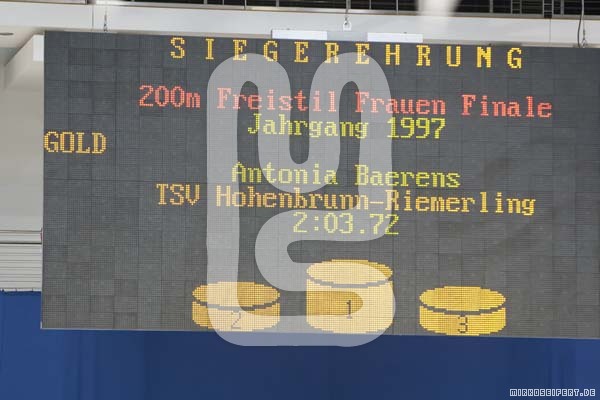 SIEGEREHRUNG
200m Freistil Frauen Finale
Jahrgang 1997
GOLD
Antonia Baerens
TSV Hohenbrunn-Riemerling
2:03.72
2 1 3
MIRKOSEIFERT.DE